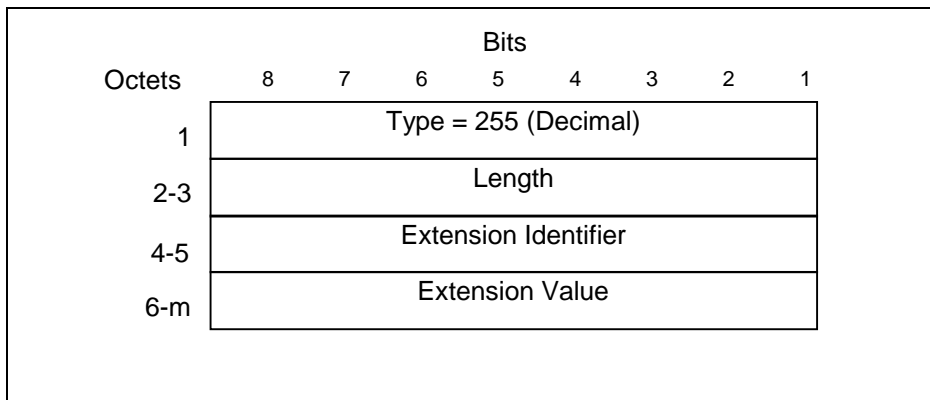 Bits
Octets 8 7 6 5 4 3 2 1
1 Type = 255 (Decimal)
2-3 Length
4-5 Extension Identifier
6-m Extension Value